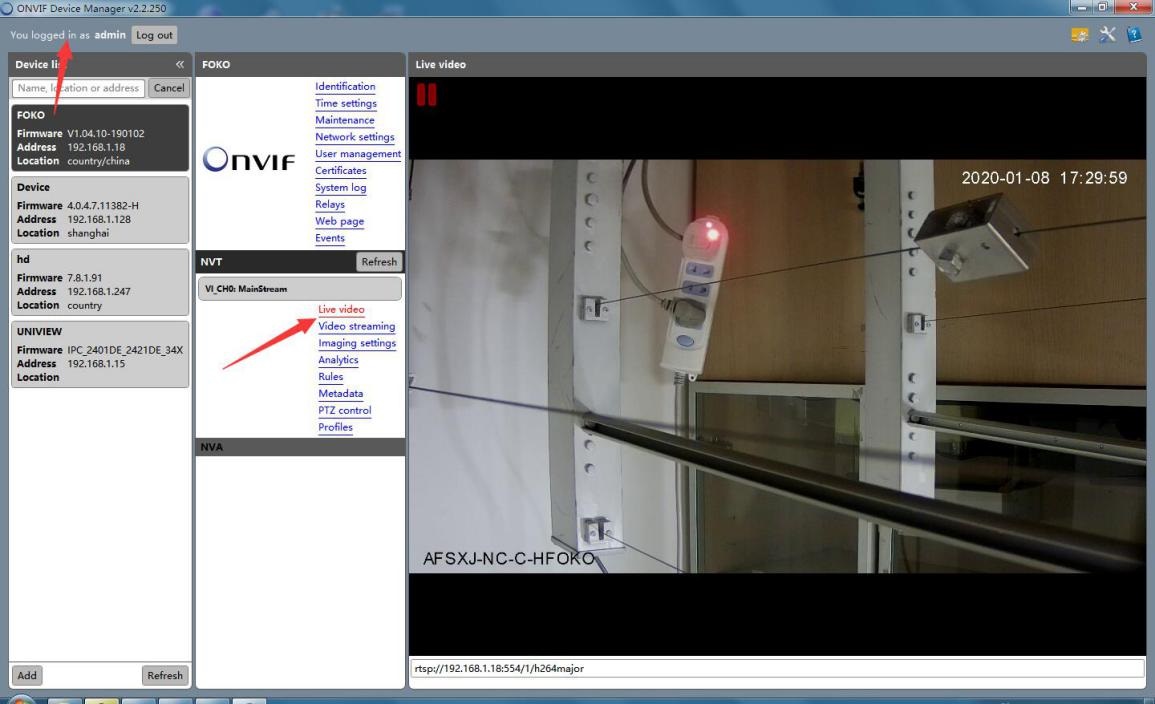 ONVIF Device Manager v2.2.250
You logged in as admin Log out
Device li
Name, location or address Cancel
FOKO
Firmware V1.04.10-190102
Address 192.168.1.18
Location country/china
Device
Firmware 4.0.4.7.11382-H
Address 192.168.1.128
Location shanghai
hd
Firmware 7.8.1.91
Address 192.168.1.247
Location country
UNIVIEW
Firmware IPC_2401DE_2421DE_34X
Address 192.168.1.15
Location
Add Refresh
FOKO
ONVIF
Identification
Time settings
Maintenance
Network settings
User management
Certificates
System log
Relays
Web page
Events
NVT Refresh
VI_CH0: MainStream
Live video
Video streaming
Imaging settings
Analytics
Rules
Metadata
PTZ control
Profiles
NVA
Live video
2020-01-08 17:29:59
AFSXJ-NC-C-HFOKO
rtsp://192.168.1.18:554/1/h264major